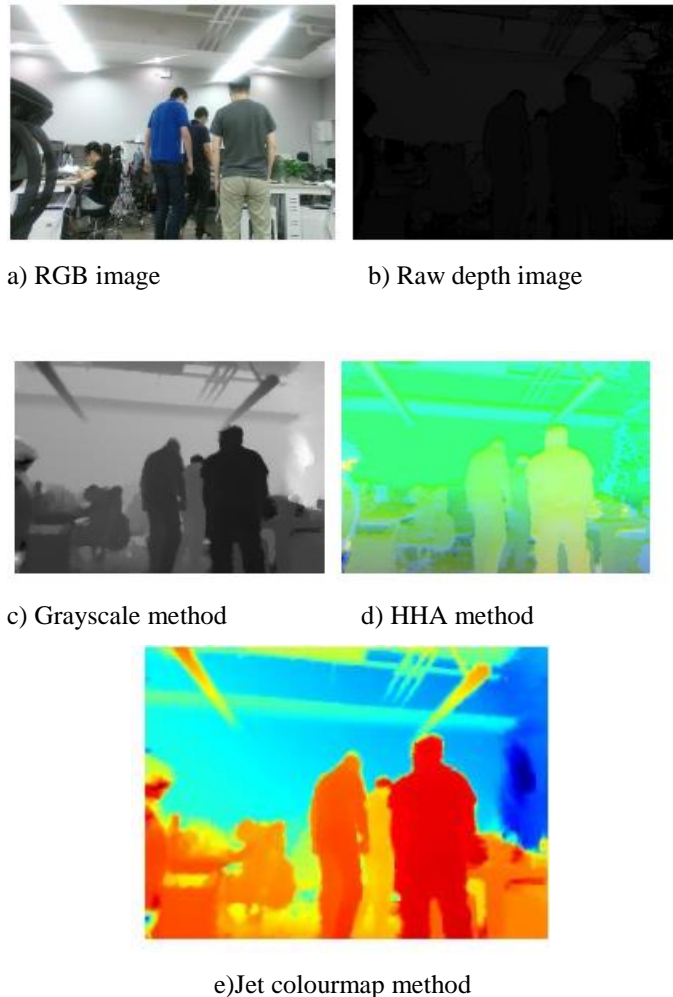 a) RGB image
b) Raw depth image
c) Grayscale method
d) HHA method
e)Jet colourmap method